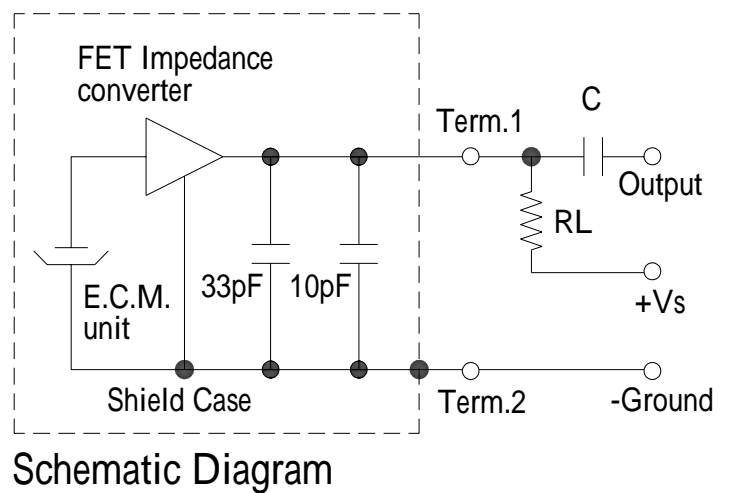 FET Impedance
converter
Term.1
C
Output
RL
+Vs
33pF
10pF
E.C.M.
unit
Shield Case
Term.2
-Ground
Schematic Diagram